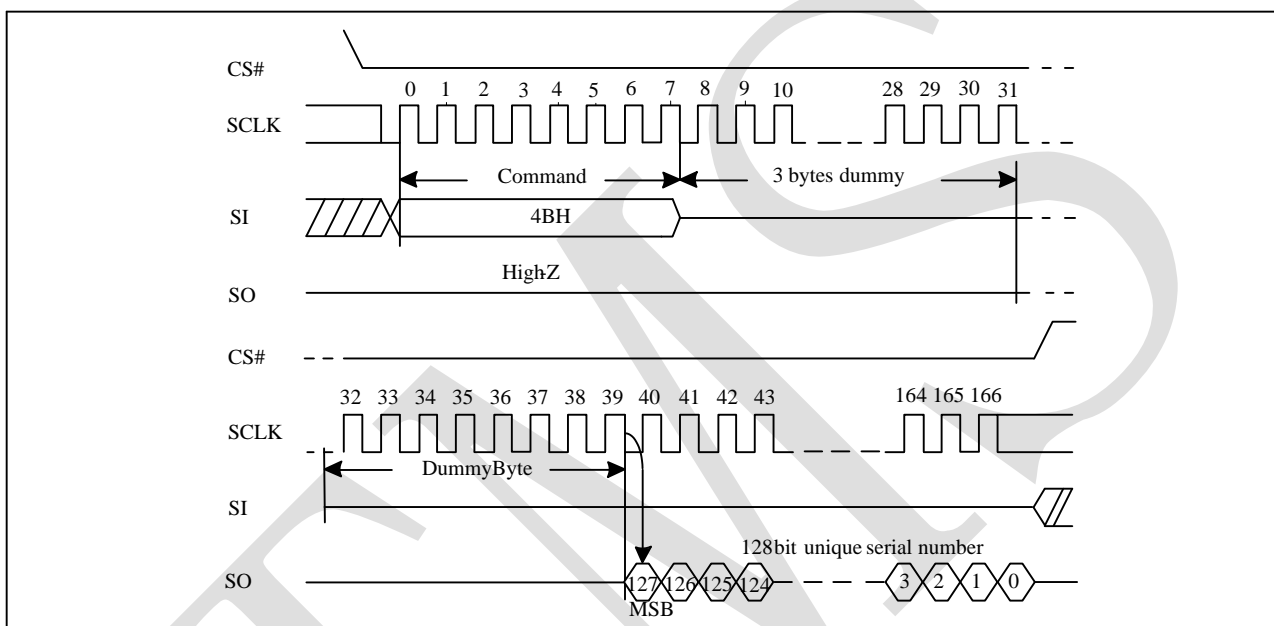 CS#
0 1 2 3 4 5 6 7 8 9 10 28 29 30 31
SCLK
Command 3 bytes dummy
SI 4BH
High-Z
SO
CS#
32 33 34 35 36 37 38 39 40 41 42 43 164 165 166
SCLK
DummyByte
SI
128bit unique serial number
SO 127 126 125 124 3 2 1 0
MSB